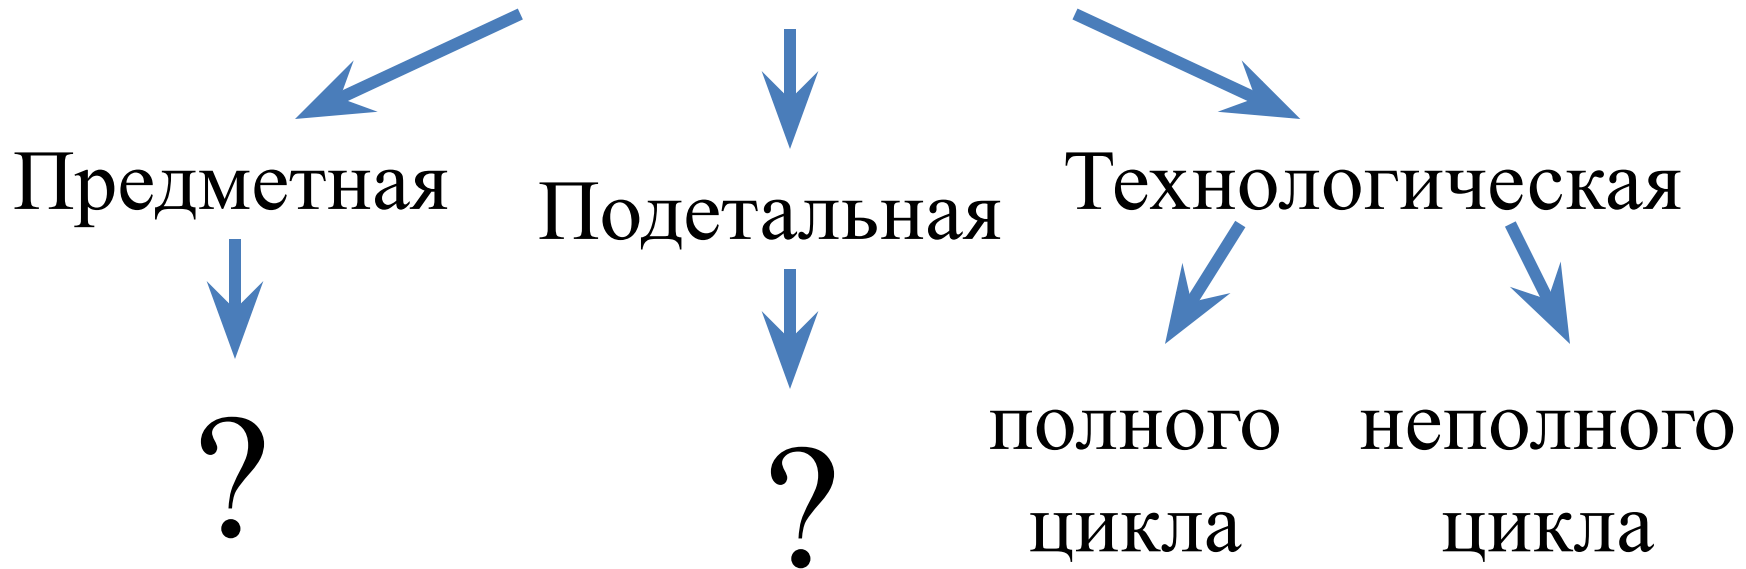 Предметная
Подетальная
Технологическая
?
?
полного
цикла
неполного
цикла